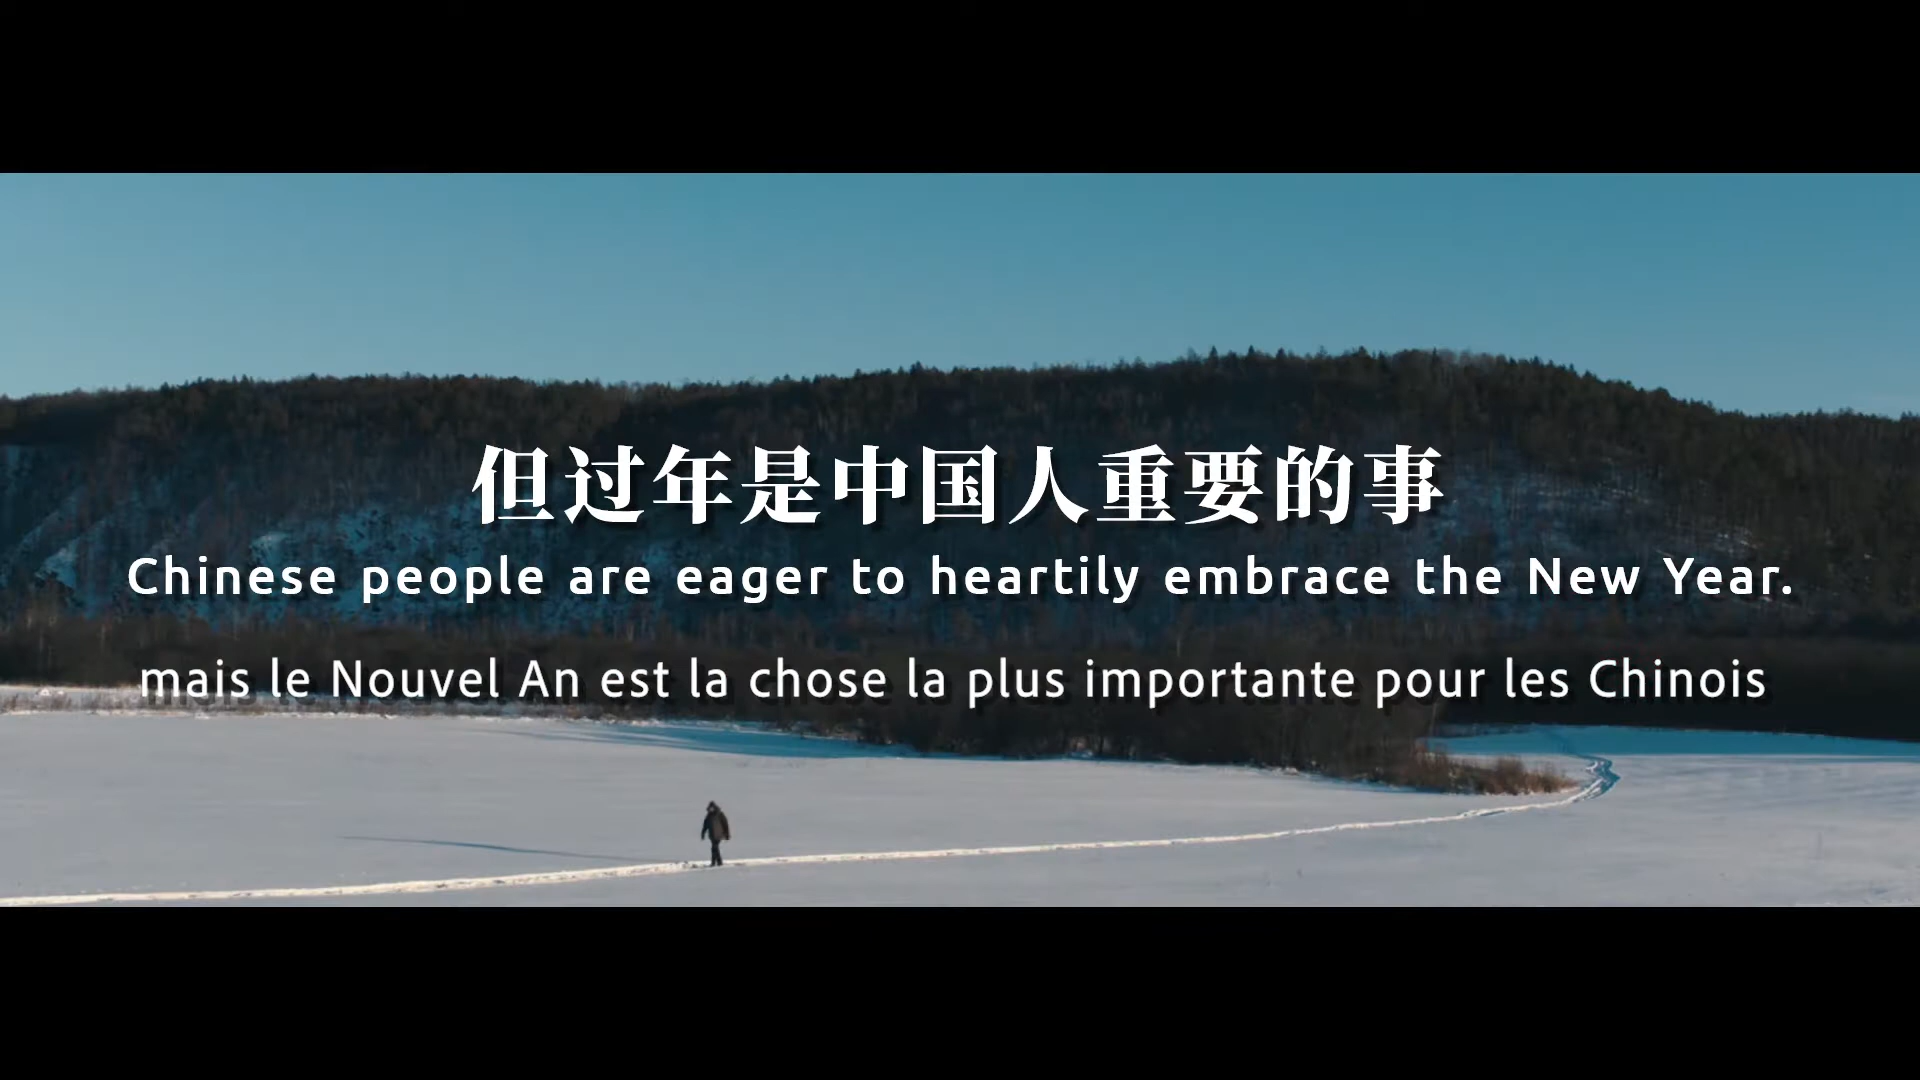 但过年是中国人重要的事
Chinese people are eager to heartily embrace the New Year.
mais le Nouvel An est la chose la plus importante pour les Chinois